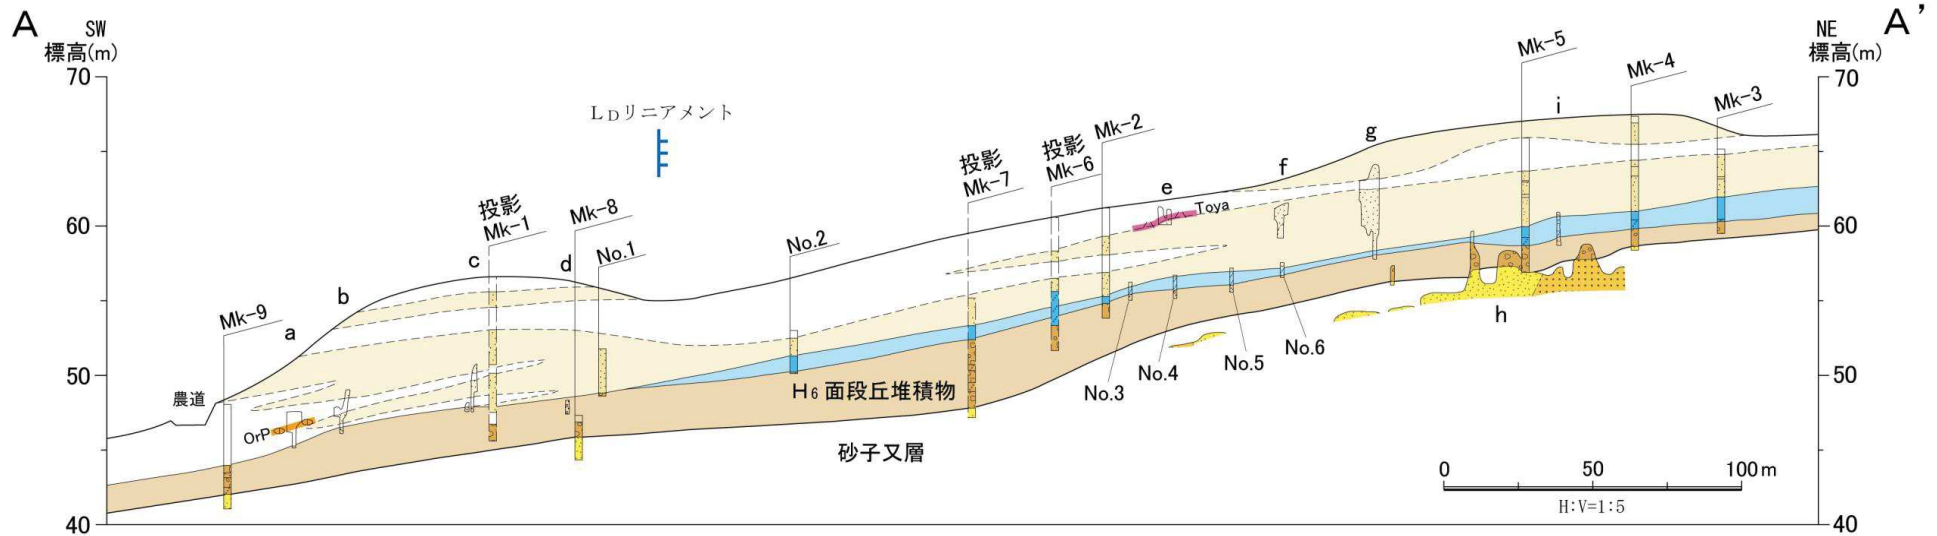 A
SW
標高(m)
A’
NE
標高(m)
70
60
50
40
70
60
50
40
LDリニアメント
Mk-9
農道
a
OrP
b
c
投影
Mk-1
d
Mk-8
No.1
No.2
投影
Mk-7
投影
Mk-6
Mk-2
e
Toya
f
g
Mk-5
i
Mk-4
Mk-3
No.3
No.4
No.5
No.6
h
H6面段丘堆積物
砂子又層
0 50 100m
H:V=1:5